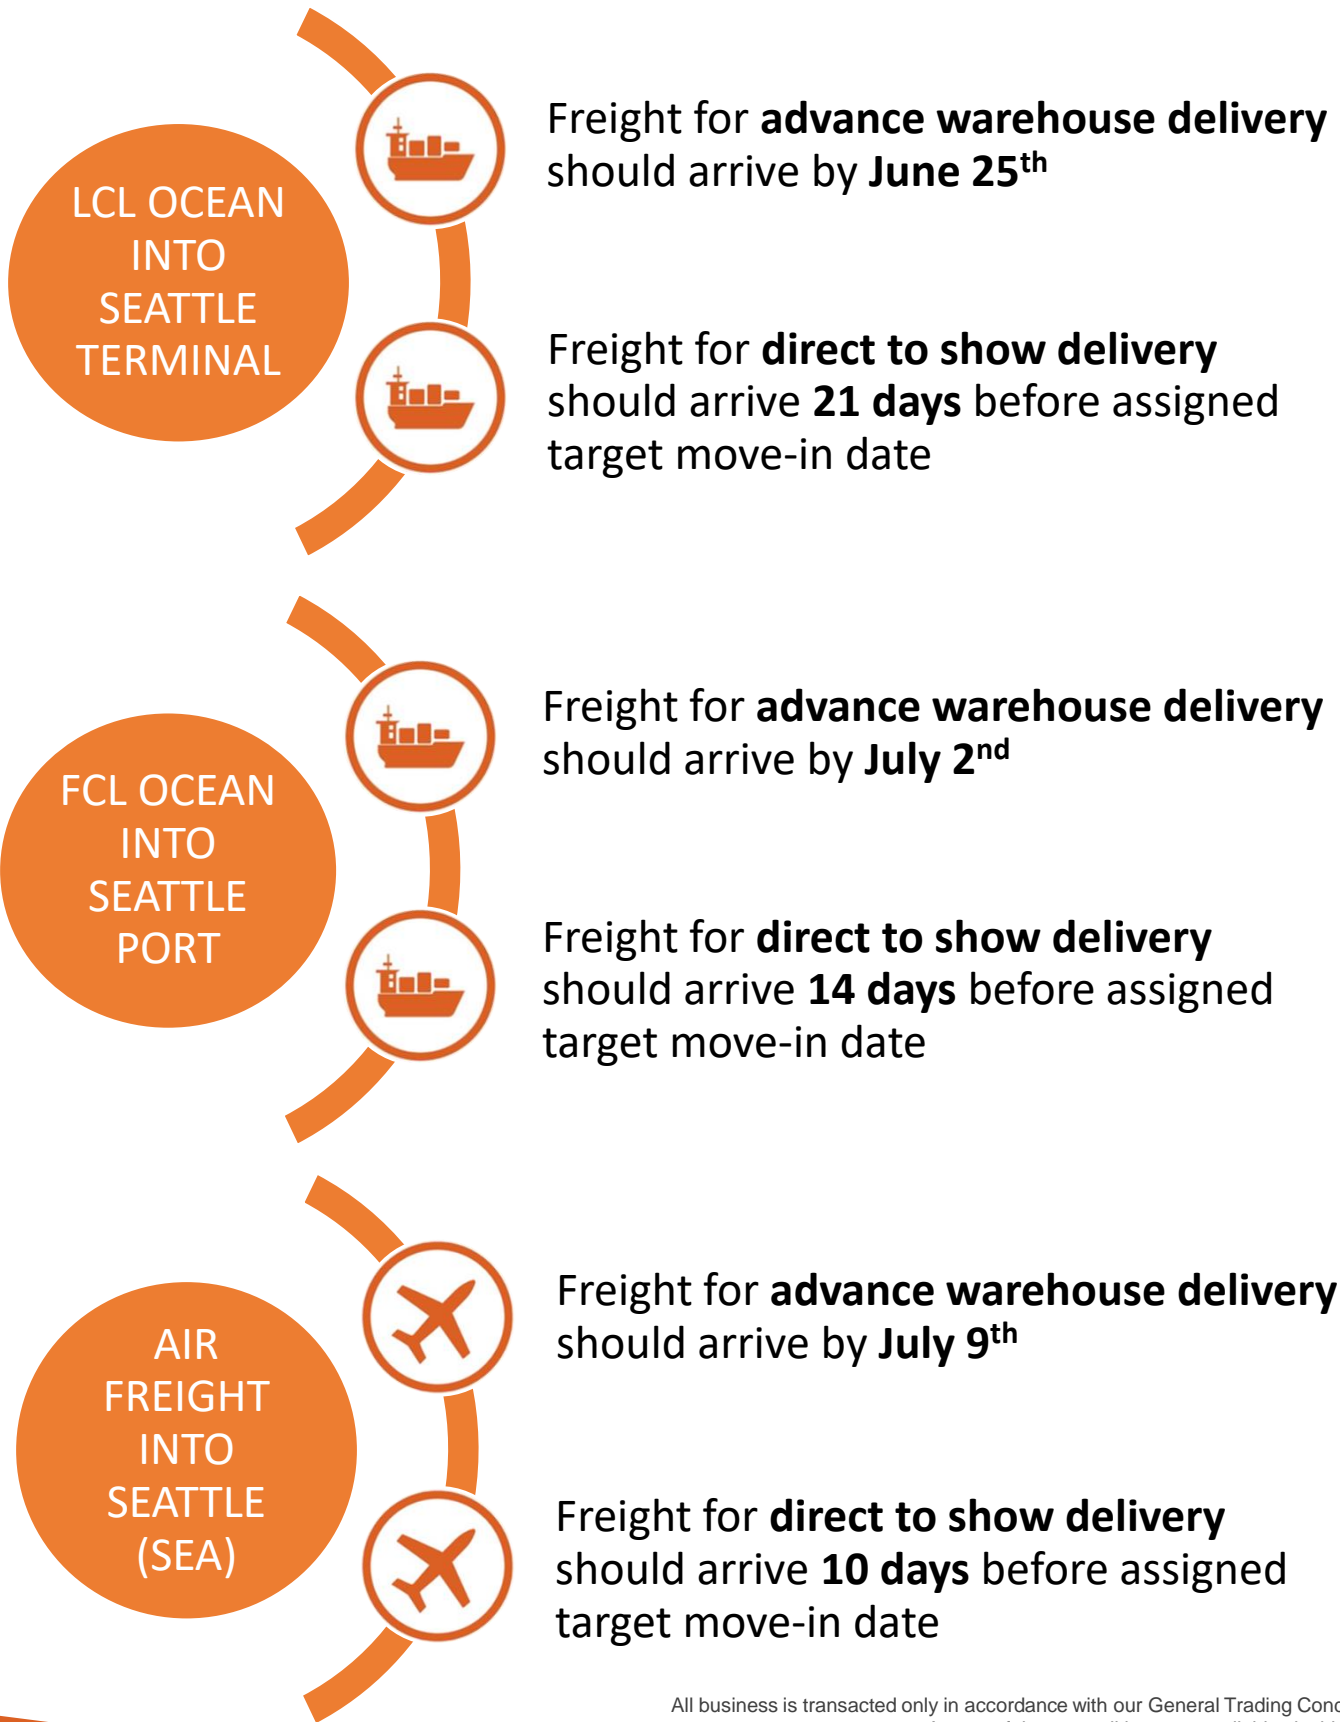 LCL OCEAN
INTO
SEATTLE
TERMINAL
Freight for advance warehouse delivery
should arrive by June 25th
Freight for direct to show delivery
should arrive 21 days before assigned
target move-in date
FCL OCEAN
INTO
SEATTLE
PORT
Freight for advance warehouse delivery
should arrive by July 2nd
Freight for direct to show delivery
should arrive 14 days before assigned
target move-in date
AIR
FREIGHT
INTO
SEATTLE
(SEA)
Freight for advance warehouse delivery
should arrive by July 9th
Freight for direct to show delivery
should arrive 10 days before assigned
target move-in date
All business is transacted only in accordance with our General Trading